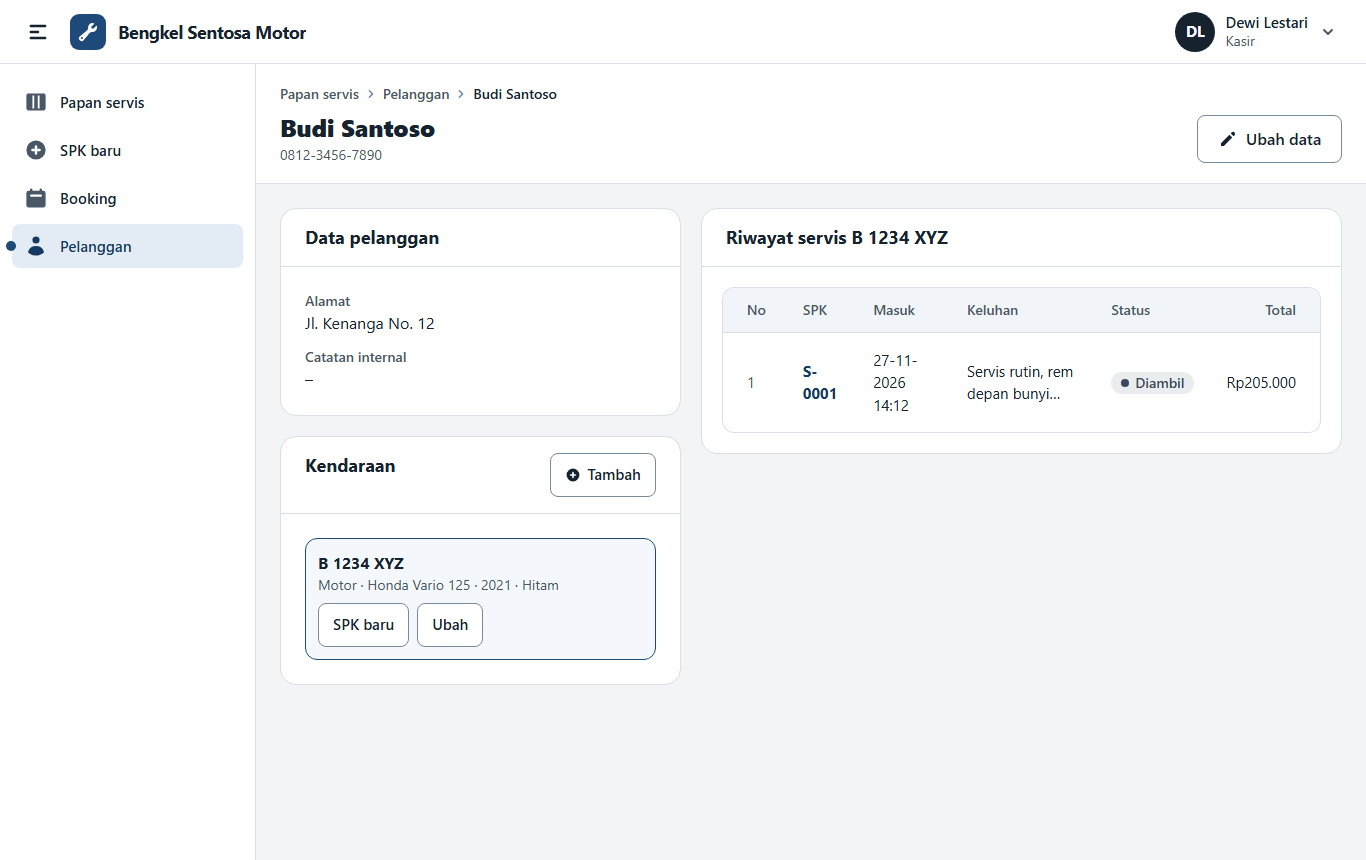 Bengkel Sentosa Motor
DL
Dewi Lestari
Kasir
Papan servis
SPK baru
Booking
Pelanggan
Papan servis > Pelanggan > Budi Santoso
Budi Santoso
0812-3456-7890
Ubah data
Data pelanggan
Alamat
Jl. Kenanga No. 12
Catatan internal
–
Kendaraan
Tambah
B 1234 XYZ
Motor · Honda Vario 125 · 2021 · Hitam
SPK baru
Ubah
Riwayat servis B 1234 XYZ
No SPK Masuk Keluhan Status Total
1
S-
0001
27-11-
2026
14:12
Servis rutin, rem
depan bunyi...
Diambil
Rp205.000